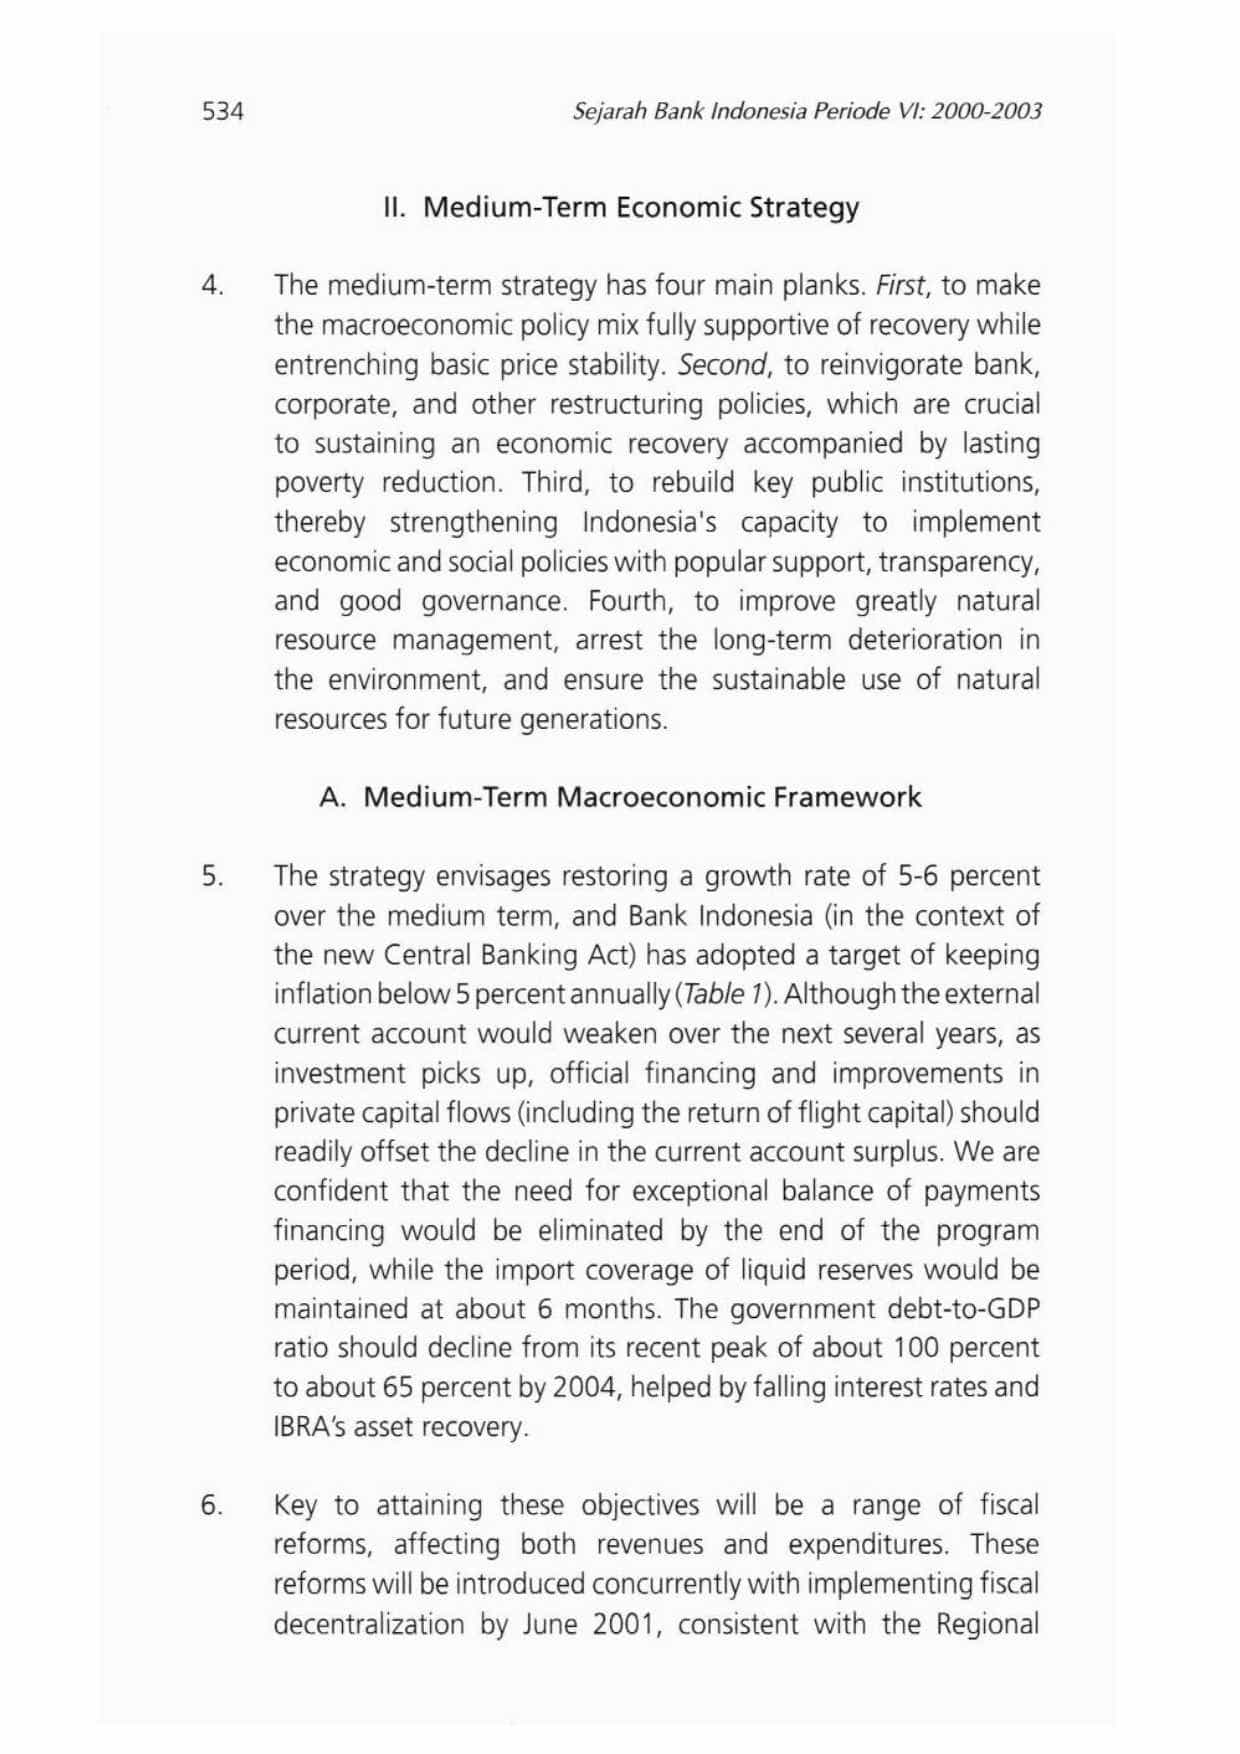 534
Sejarah Bank Indonesia Periode VI: 2000-2003
II. Medium-Term Economic Strategy
4. The medium-term strategy has four main planks. First, to make
the macroeconomic policy mix fully supportive of recovery while
entrenching basic price stability. Second, to reinvigorate bank,
corporate, and other restructuring policies, which are crucial
to sustaining an economic recovery accompanied by lasting
poverty reduction. Third, to rebuild key public institutions,
thereby strengthening Indonesia's capacity to implement
economic and social policies with popular support, transparency,
and good governance. Fourth, to improve greatly natural
resource management, arrest the long-term deterioration in
the environment, and ensure the sustainable use of natural
resources for future generations.
A. Medium-Term Macroeconomic Framework
5. The strategy envisages restoring a growth rate of 5-6 percent
over the medium term, and Bank Indonesia (in the context of
the new Central Banking Act) has adopted a target of keeping
inflation below 5 percent annually (Table 1). Although the external
current account would weaken over the next several years, as
investment picks up, official financing and improvements in
private capital flows (including the return of flight capital) should
readily offset the decline in the current account surplus. We are
confident that the need for exceptional balance of payments
financing would be eliminated by the end of the program
period, while the import coverage of liquid reserves would be
maintained at about 6 months. The government debt-to-GDP
ratio should decline from its recent peak of about 100 percent
to about 65 percent by 2004, helped by falling interest rates and
IBRA's asset recovery.
6. Key to attaining these objectives will be a range of fiscal
reforms, affecting both revenues and expenditures. These
reforms will be introduced concurrently with implementing fiscal
decentralization by June 2001, consistent with the Regional